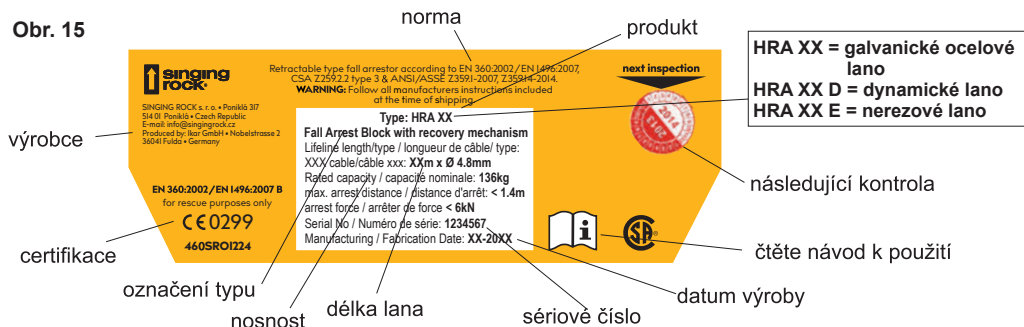 Obr. 15
norma
produkt
singing
rock®
SINGING ROCK s. r. o. • Poniklá 317
514 01 Poniklá • Czech Republic
E-mail: info@singingrock.cz
Produced by: Ikar GmbH • Nobelstrasse 2
36041 Fulda • Germany
výrobce
EN 360:2002/EN 1496:2007 B
for rescue purposes only
CE0299
460SRO1224
certifikace
Retractable type fall arrestor according to EN 360:2002/EN 1496:2007,
CSA Z259.2.2 type 3 & ANSI/ASSE Z359.1-2007, Z359.14-2014.
WARNING: Follow all manufacturers instructions included
at the time of shipping.
Type: HRA XX
Fall Arrest Block with recovery mechanism
Lifeline length/type / longueur de câble/ type:
XXX cable/câble xxx: XXm x Ø 4.8mm
Rated capacity / capacité nominale: 136kg
max. arrest distance / distance d'arrêt: < 1.4m
arrest force / arrêter de force < 6kN
Serial No / Numéro de série: 1234567
Manufacturing / Fabrication Date: XX-20XX
next inspection
2014
2013
CSA®
HRA XX = galvanické ocelové
lano
HRA XX D = dynamické lano
HRA XX E = nerezové lano
následující kontrola
čtěte návod k použití
označení typu
nosnost
délka lana
sériové číslo
datum výroby